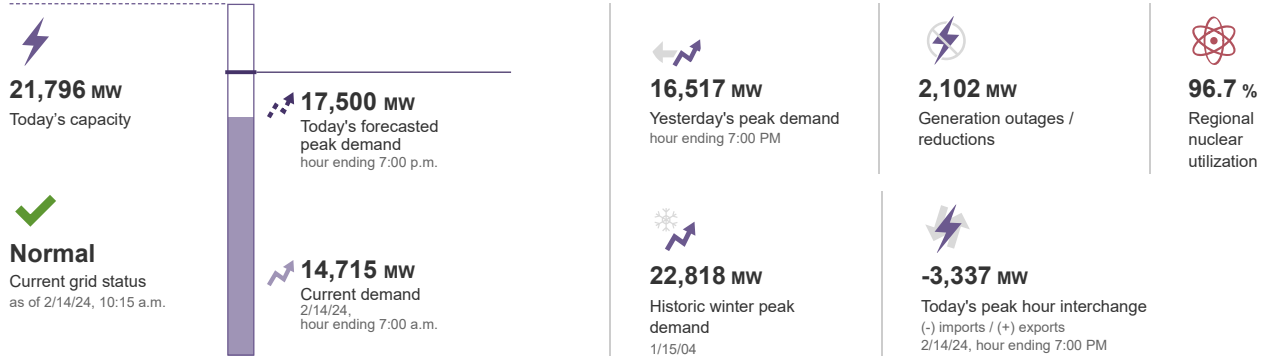 21,796 MW
Today's capacity
Normal
Current grid status
as of 2/14/24, 10:15 a.m.
17,500 MW
Today's forecasted
peak demand
hour ending 7:00 p.m.
14,715 MW
Current demand
2/14/24,
hour ending 7:00 a.m.
16,517 MW
Yesterday's peak demand
hour ending 7:00 PM
2,102 MW
Generation outages /
reductions
96.7 %
Regional
nuclear
utilization
22,818 MW
Historic winter peak
demand
1/15/04
-3,337 MW
Today's peak hour interchange
(-) imports / (+) exports
2/14/24, hour ending 7:00 PM